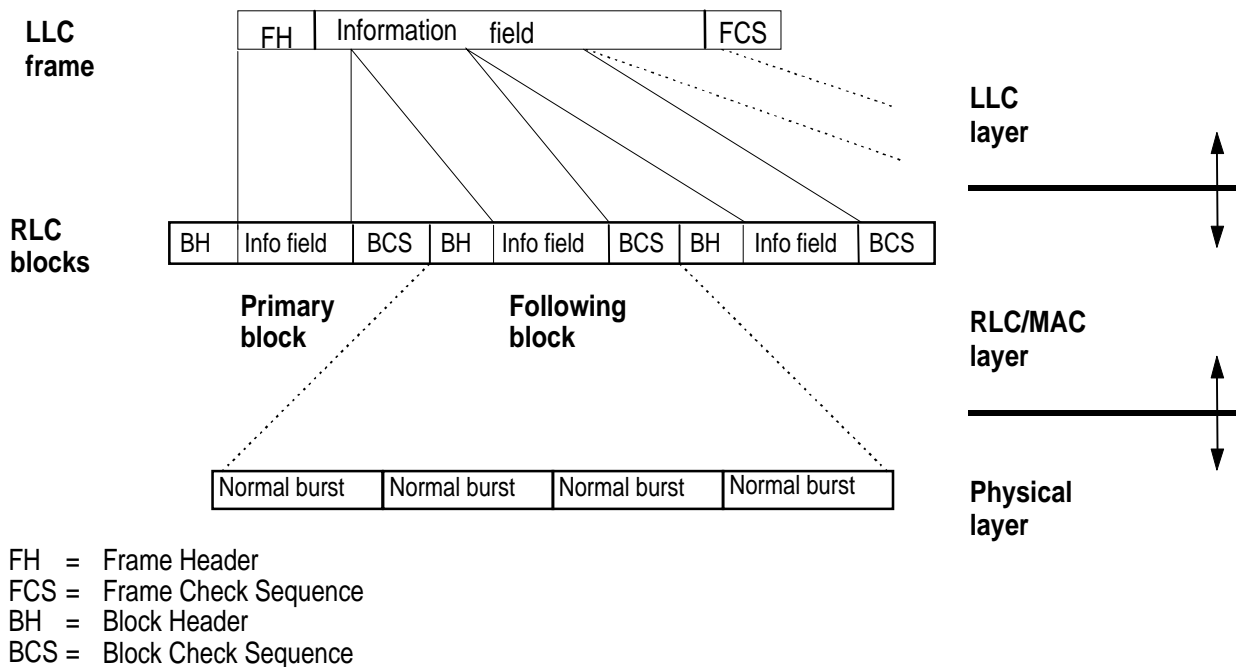 LLC
frame
FH Information field FCS
LLC
layer
RLC
blocks
BH Info field BCS BH Info field BCS BH Info field BCS
Primary
block
Following
block
RLC/MAC
layer
Normal burst Normal burst Normal burst Normal burst
Physical
layer
FH = Frame Header
FCS = Frame Check Sequence
BH = Block Header
BCS = Block Check Sequence